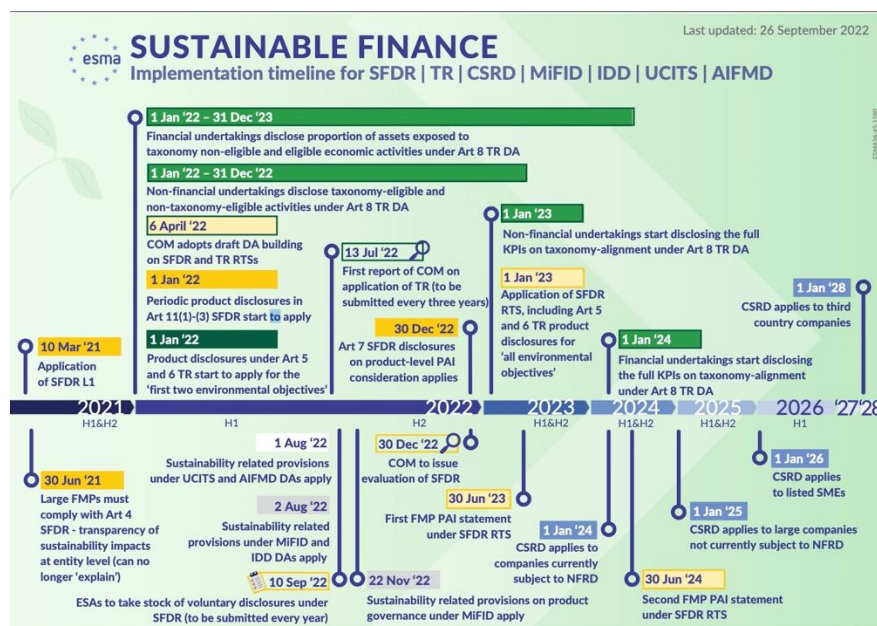 Last updated: 26 September 2022
esma
SUSTAINABLE FINANCE
Implementation timeline for SFDR | TR | CSRD | MiFID | IDD | UCITS | AIFMD
1 Jan '22 – 31 Dec '23
Financial undertakings disclose proportion of assets exposed to
taxonomy non-eligible and eligible economic activities under Art 8 TR DA
1 Jan '22 – 31 Dec '22
Non-financial undertakings disclose taxonomy-eligible and
non-taxonomy-eligible activities under Art 8 TR DA
6 April '22
COM adopts draft DA building
on SFDR and TR RTSs
1 Jan '22
Periodic product disclosures in
Art 11(1)-(3) SFDR start to apply
1 Jan '22
Product disclosures under Art 5
and 6 TR start to apply for the
'first two environmental objectives'
13 Jul '22
First report of COM on
application of TR (to be
submitted every three years)
30 Dec '22
Art 7 SFDR disclosures
on product-level PAI
consideration applies
1 Jan '23
Non-financial undertakings start disclosing the full
KPIs on taxonomy-alignment under Art 8 TR DA
1 Jan '23
Application of SFDR
RTS, including Art 5
and 6 TR product
disclosures for
'all environmental
objectives'
1 Jan '24
Financial undertakings start disclosing
the full KPIs on taxonomy-alignment
under Art 8 TR DA
1 Jan '28
CSRD applies to third
country companies
10 Mar '21
Application
of SFDR L1
2021 2022 2023 2024 2025 2026 '27 '28
H1&H2 H1 H2 H1&H2 H1&H2 H1&H2 H1
30 Jun '21
Large FMPs must
comply with Art 4
SFDR - transparency of
sustainability impacts
at entity level (can no
longer 'explain')
1 Aug '22
Sustainability related provisions
under UCITS and AIFMD DAs apply
2 Aug '22
Sustainability related
provisions under MiFID and
IDD DAs apply
10 Sep '22
ESAs to take stock of voluntary disclosures under
SFDR (to be submitted every year)
30 Dec '22
COM to issue
evaluation of SFDR
30 Jun '23
First FMP PAI statement
under SFDR RTS
1 Jan '24
CSRD applies to
companies currently
subject to NFRD
22 Nov '22
Sustainability related provisions on product
governance under MiFID apply
1 Jan '26
CSRD applies
to listed SMEs
1 Jan '25
CSRD applies to large companies
not currently subject to NFRD
30 Jun '24
Second FMP PAI statement
under SFDR RTS